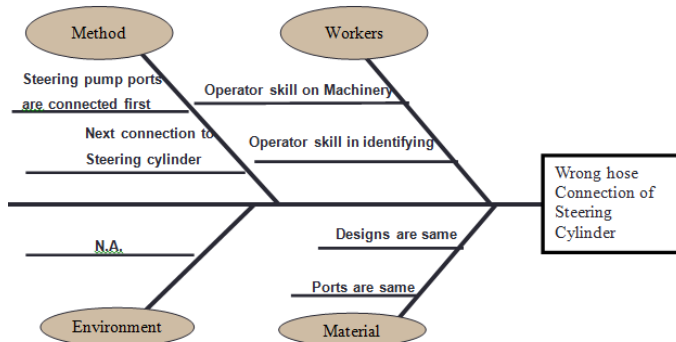 Method
Workers
Steering pump ports
are connected first
Operator skill on Machinery
Next connection to
Steering cylinder
Operator skill in identifying
Wrong hose
Connection of
Steering
Cylinder
N.A.
Designs are same
Ports are same
Environment
Material